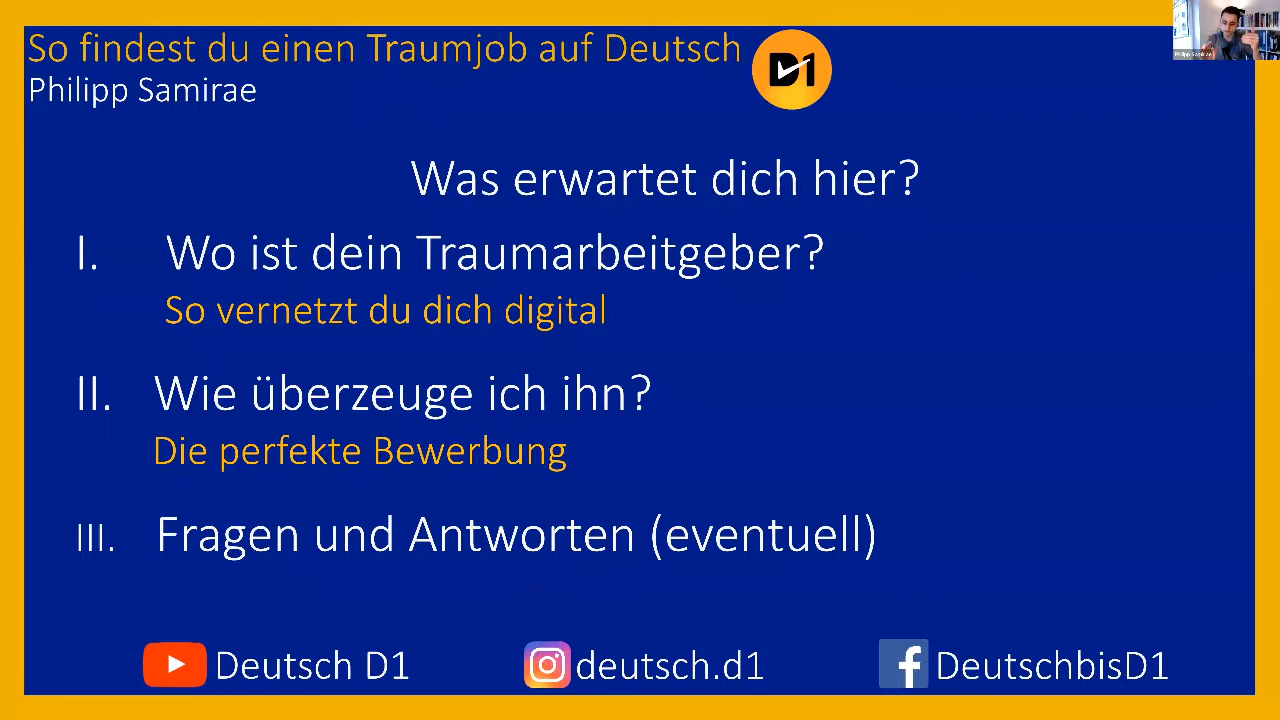 So findest du einen Traumjob auf Deutsch
Philipp Samirae
D1
Philipp Samirae
Was erwartet dich hier?
I. Wo ist dein Traumarbeitgeber?
So vernetzt du dich digital
II. Wie überzeuge ich ihn?
Die perfekte Bewerbung
III. Fragen und Antworten (eventuell)
Deutsch D1
deutsch.d1
f DeutschbisD1